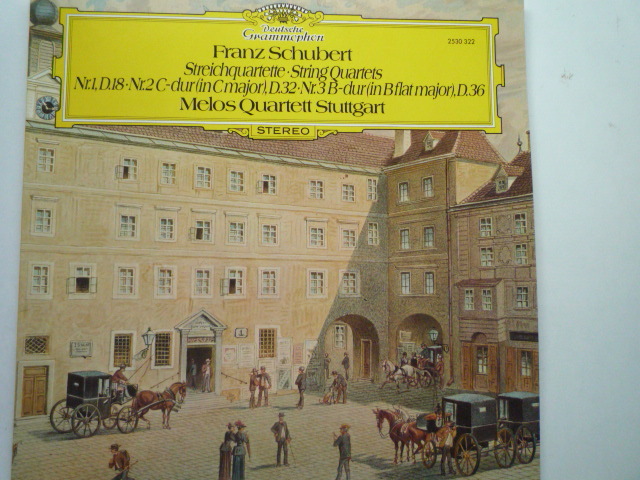 Deutsche
Grammophon
Franz Schubert
2530 322
Streichquartette · String Quartets
Nr.1, D.18 · Nr.2 C-dur (in C major), D.32 · Nr.3 B-dur (in B flat major), D.36
Melos Quartett Stuttgart
STEREO